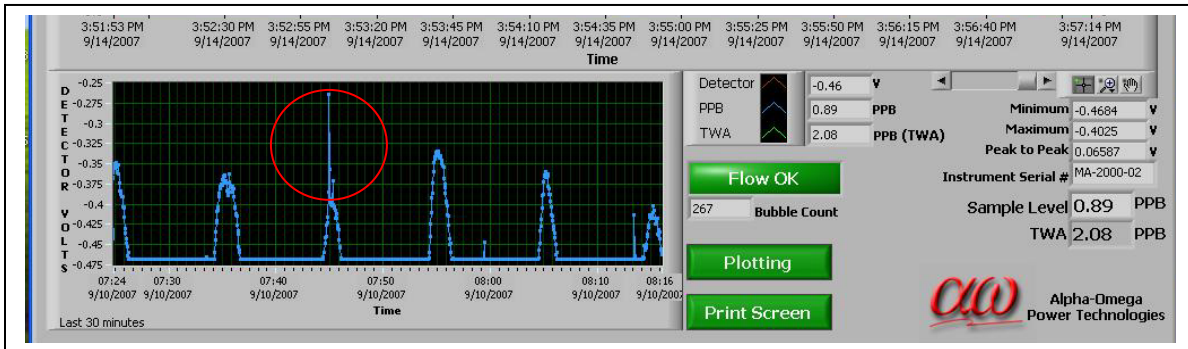 3:51:53 PM 3:52:30 PM 3:52:55 PM 3:53:20 PM 3:53:45 PM 3:54:10 PM 3:54:35 PM 3:55:00 PM 3:55:25 PM 3:55:50 PM 3:56:15 PM 3:56:40 PM 3:57:14 PM
9/14/2007 9/14/2007 9/14/2007 9/14/2007 9/14/2007 9/14/2007 9/14/2007 9/14/2007 9/14/2007 9/14/2007 9/14/2007 9/14/2007 9/14/2007
Time
DETECTOR VOLTS
-0.25
-0.275
-0.3
-0.325
-0.35
-0.375
-0.4
-0.425
-0.45
-0.475
07:24 07:30 07:40 07:50 08:00 08:10 08:16
9/10/2007 9/10/2007 9/10/2007 9/10/2007 9/10/2007 9/10/2007 9/10/2007
Time
Last 30 minutes
Detector -0.46 V
PPB 0.89 PPB
TWA 2.08 PPB (TWA)
Flow OK
267 Bubble Count
Plotting
Print Screen
Minimum -0.4684 V
Maximum -0.4025 V
Peak to Peak 0.06587 V
Instrument Serial # MA-2000-02
Sample Level 0.89 PPB
TWA 2.08 PPB
αω
Alpha-Omega
Power Technologies